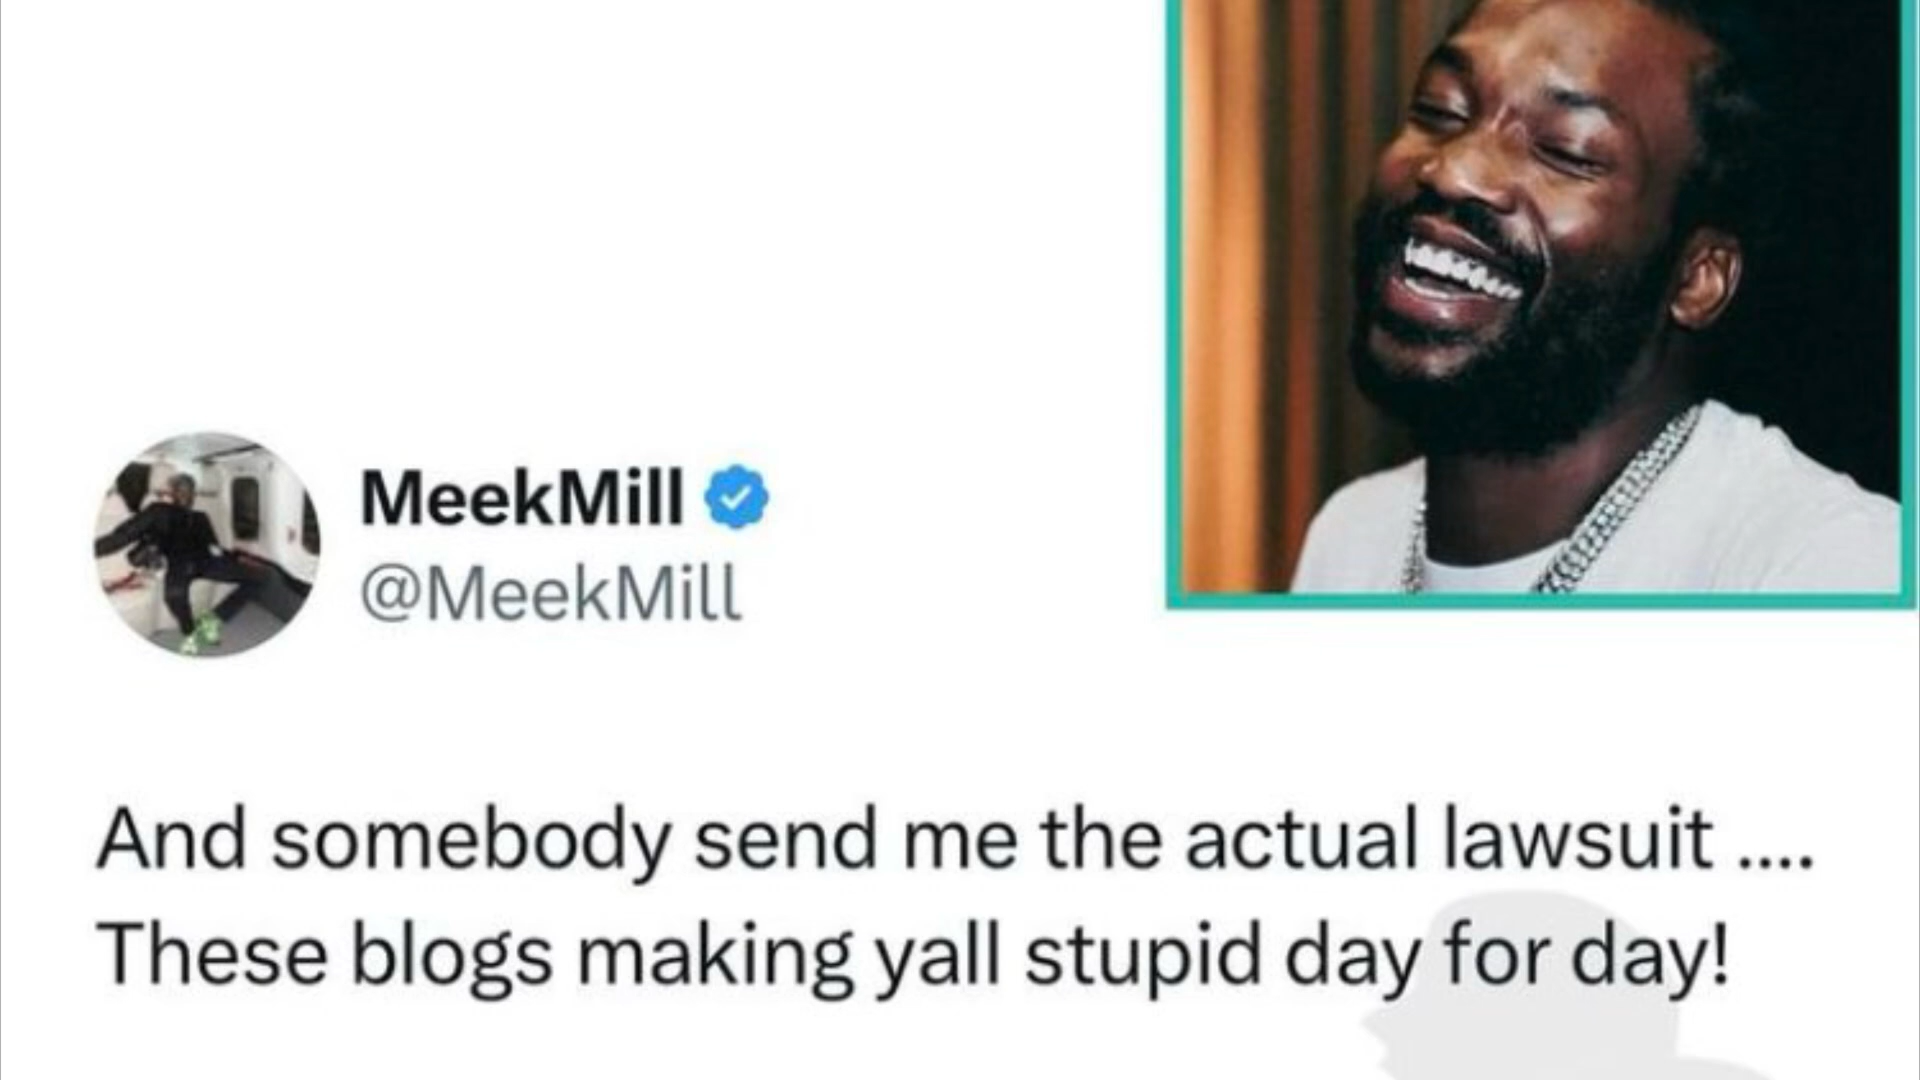 MeekMill
@MeekMill
And somebody send me the actual lawsuit ....
These blogs making yall stupid day for day!